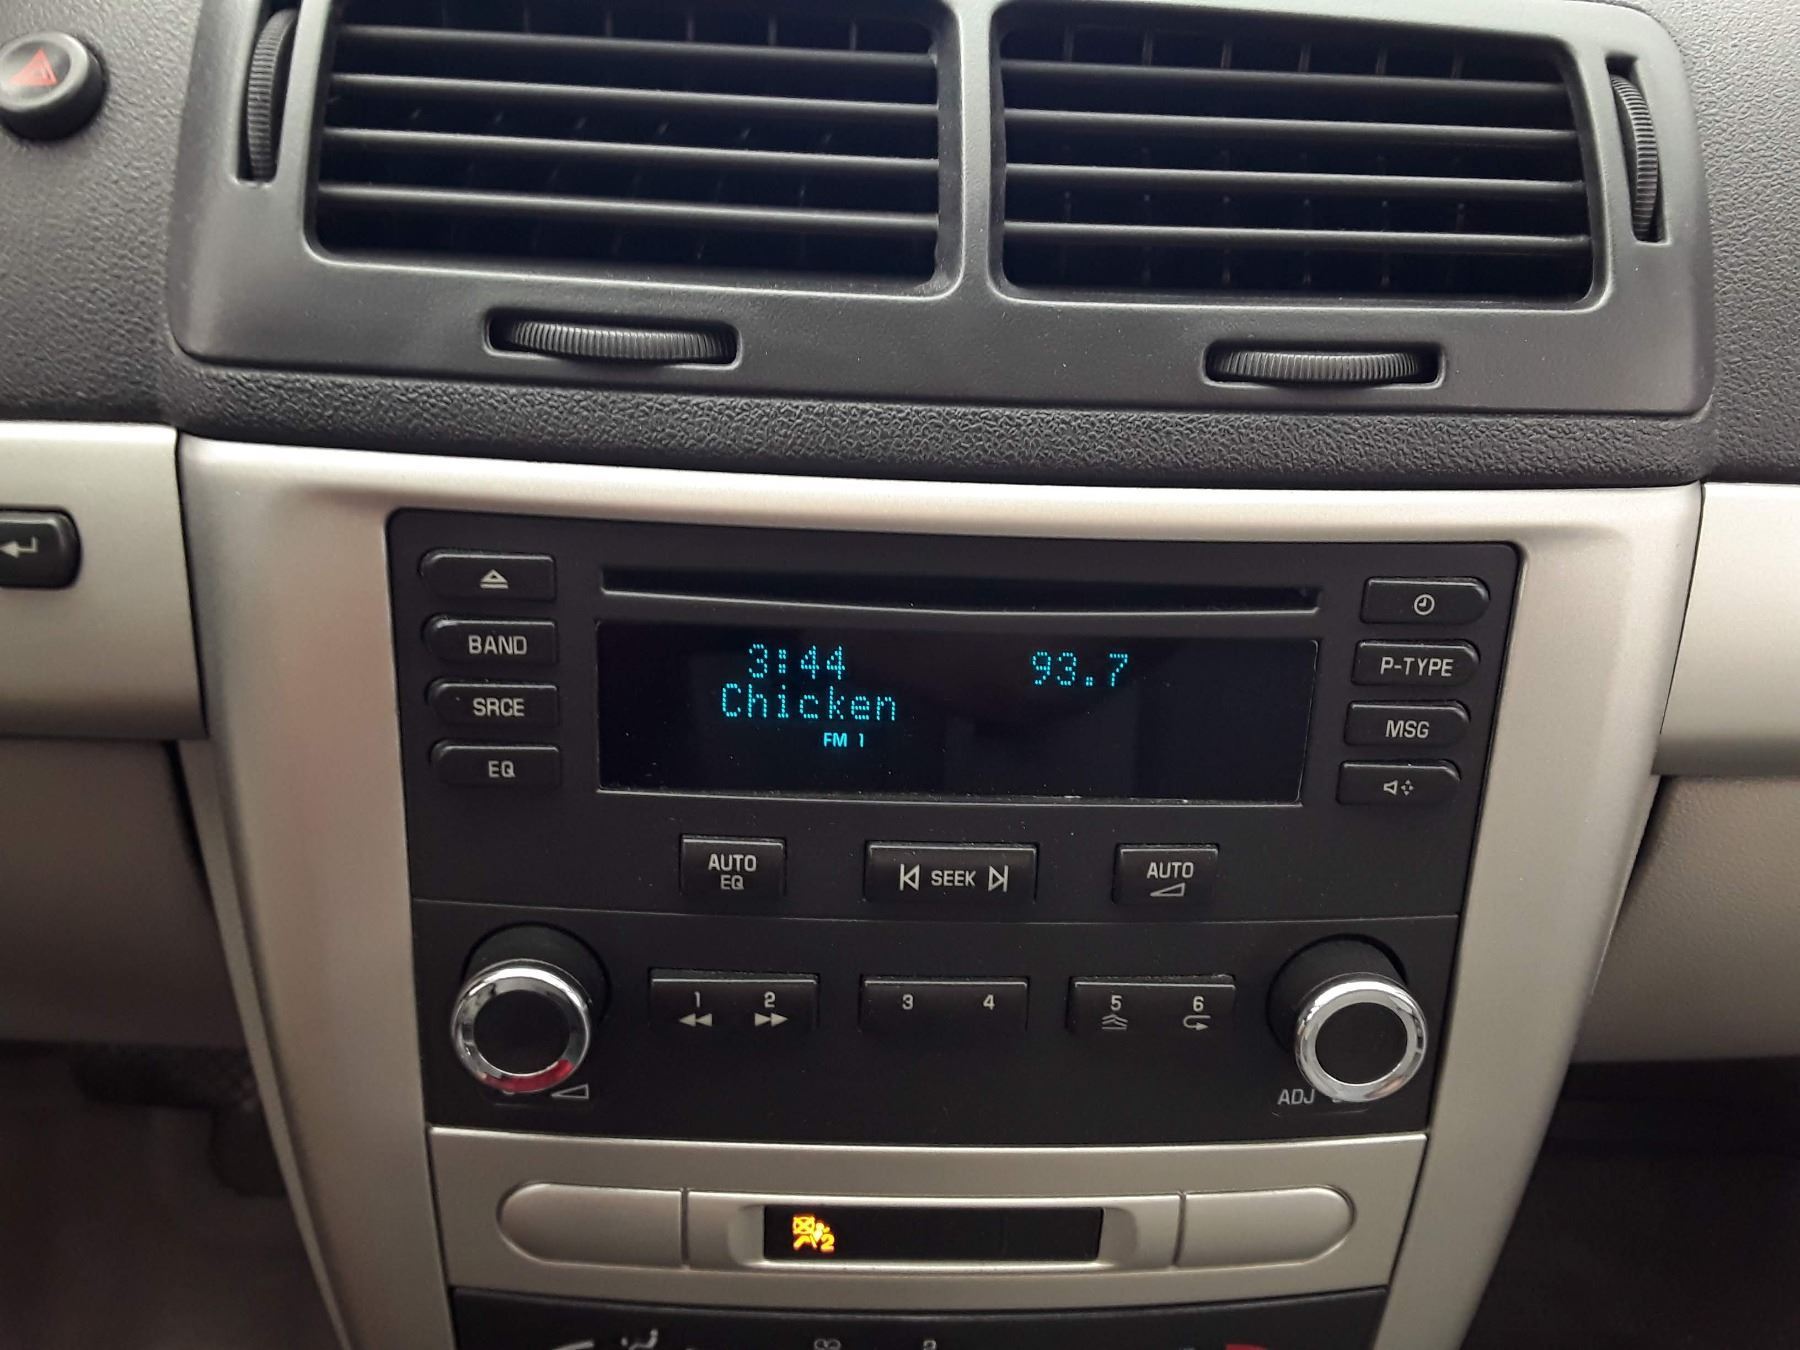 BAND
SRCE
EQ
3:44 93.7
Chicken
FM 1
P-TYPE
MSG
AUTO
EQ
SEEK
AUTO
1 2
3 4
5 6
ADJ
2